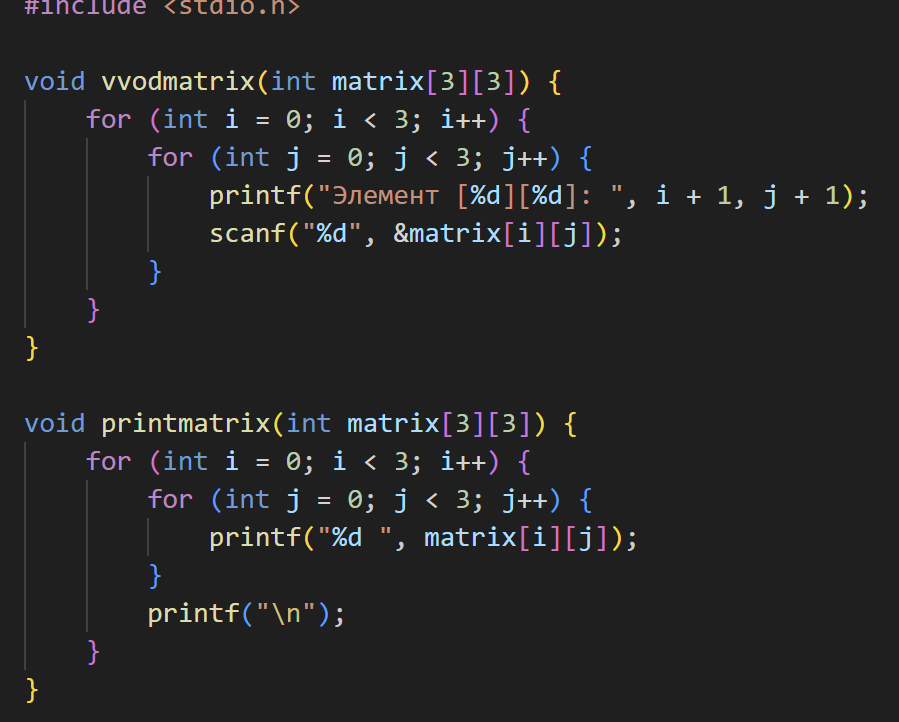 #include <stdio.h>

void vvodmatrix(int matrix[3][3]) {
    for (int i = 0; i < 3; i++) {
        for (int j = 0; j < 3; j++) {
            printf("Элемент [%d][%d]: ", i + 1, j + 1);
            scanf("%d", &matrix[i][j]);
        }
    }
}

void printmatrix(int matrix[3][3]) {
    for (int i = 0; i < 3; i++) {
        for (int j = 0; j < 3; j++) {
            printf("%d ", matrix[i][j]);
        }
        printf("\n");
    }
}